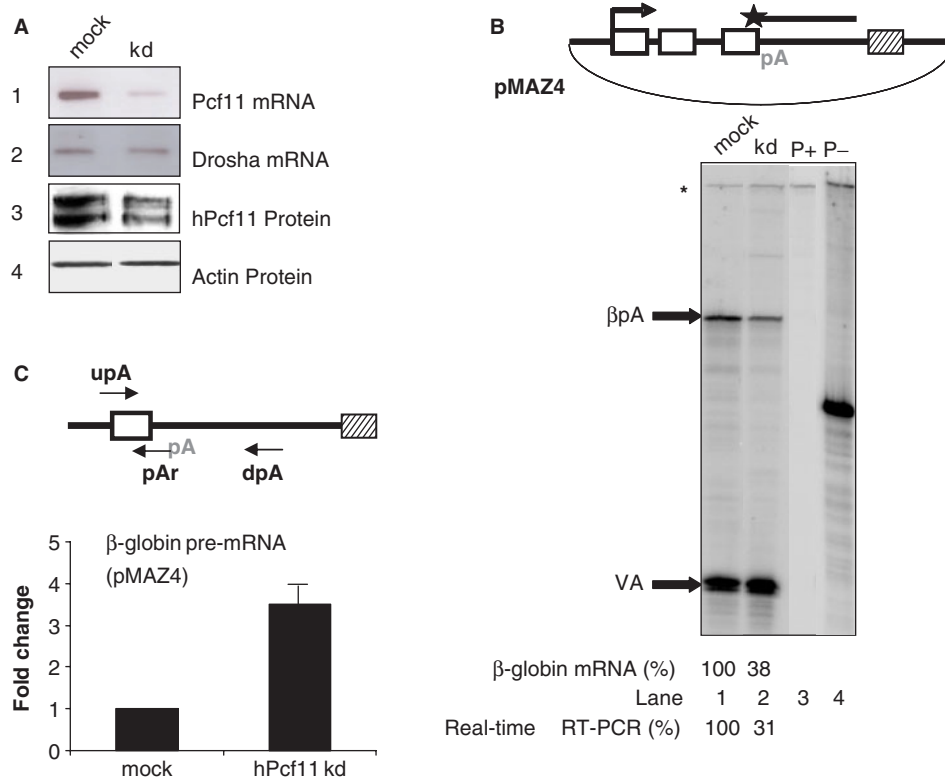 A
mock kd
1 Pcf11 mRNA
2 Drosha mRNA
3 hPcf11 Protein
4 Actin Protein
B
pA
pMAZ4
mock kd P+ P–
*
βpA
VA
β-globin mRNA (%) 100 38
Lane 1 2 3 4
Real-time RT-PCR (%) 100 31
C
upA
pA
pAr dpA
β-globin pre-mRNA
(pMAZ4)
Fold change
5
4
3
2
1
0
mock hPcf11 kd